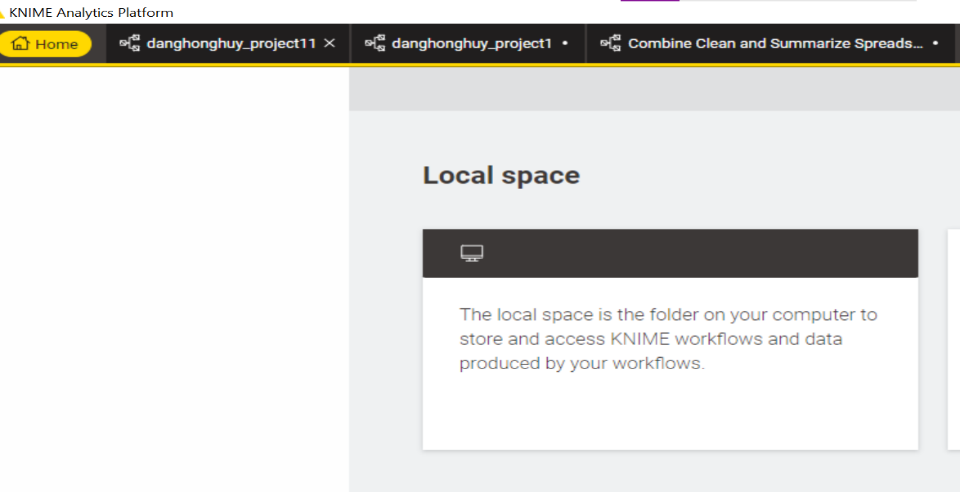 KNIME Analytics Platform
Home danghonghuy_project11 danghonghuy_project1 • Combine Clean and Summarize Spreads... •
Local space
The local space is the folder on your computer to
store and access KNIME workflows and data
produced by your workflows.